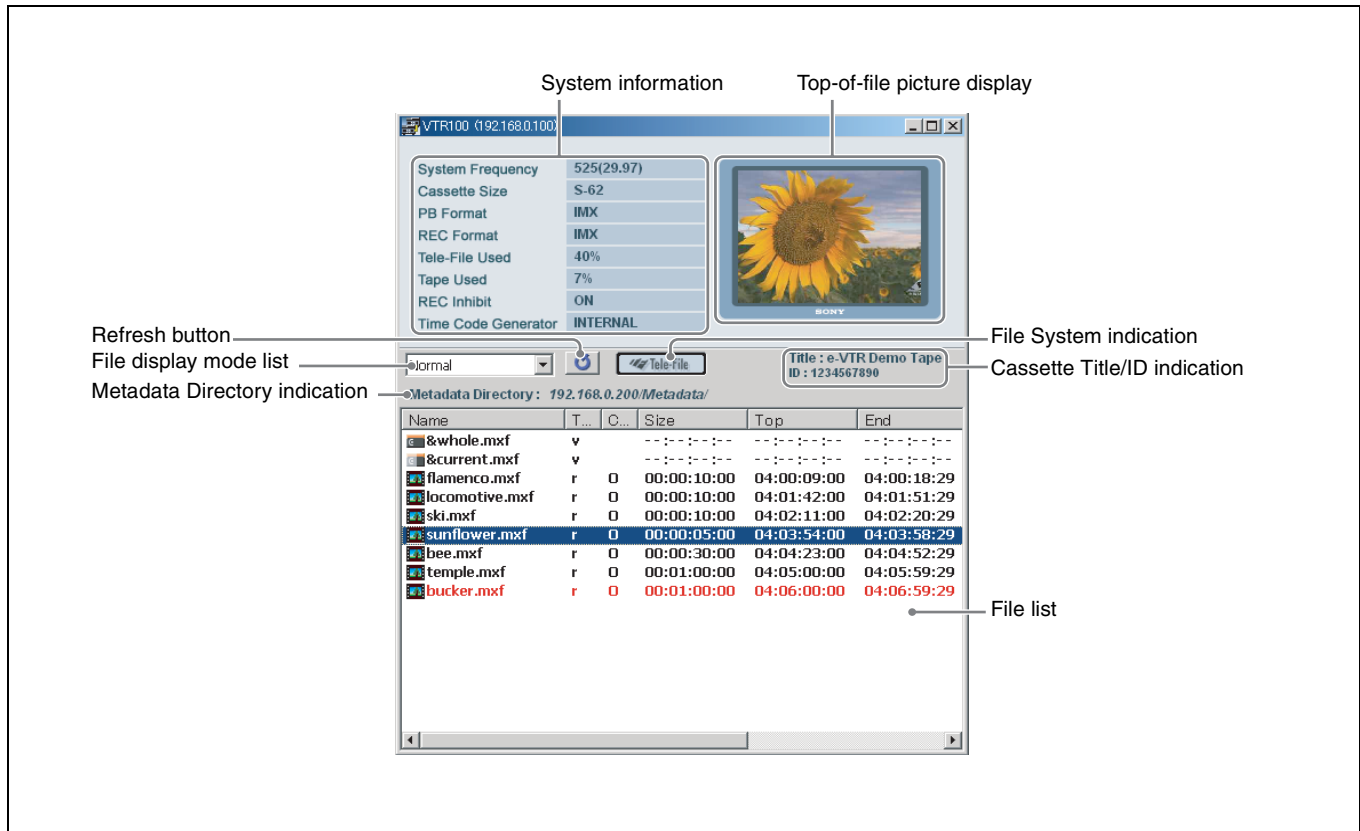 System information Top-of-file picture display
VTR100 (192.168.0.100)
System Frequency 525(29.97)
Cassette Size S-62
PB Format IMX
REC Format IMX
Tele-File Used 40%
Tape Used 7%
REC Inhibit ON
Time Code Generator INTERNAL
SONY
Refresh button
File System indication
File display mode list
Normal
Tele-file
Title : e-VTR Demo Tape
ID : 1234567890
Cassette Title/ID indication
Metadata Directory indication
Metadata Directory : 192.168.0.200/Metadata/
Name T... C... Size Top End
&whole.mxf v --:--:--:-- --:--:--:-- --:--:--:--
&current.mxf v --:--:--:-- --:--:--:-- --:--:--:--
flamenco.mxf r O 00:00:10:00 04:00:09:00 04:00:18:29
locomotive.mxf r O 00:00:10:00 04:01:42:00 04:01:51:29
ski.mxf r O 00:00:10:00 04:02:11:00 04:02:20:29
sunflower.mxf r O 00:00:05:00 04:03:54:00 04:03:58:29
bee.mxf r O 00:00:30:00 04:04:23:00 04:04:52:29
temple.mxf r O 00:01:00:00 04:05:00:00 04:05:59:29
bucker.mxf r O 00:01:00:00 04:06:00:00 04:06:59:29
File list